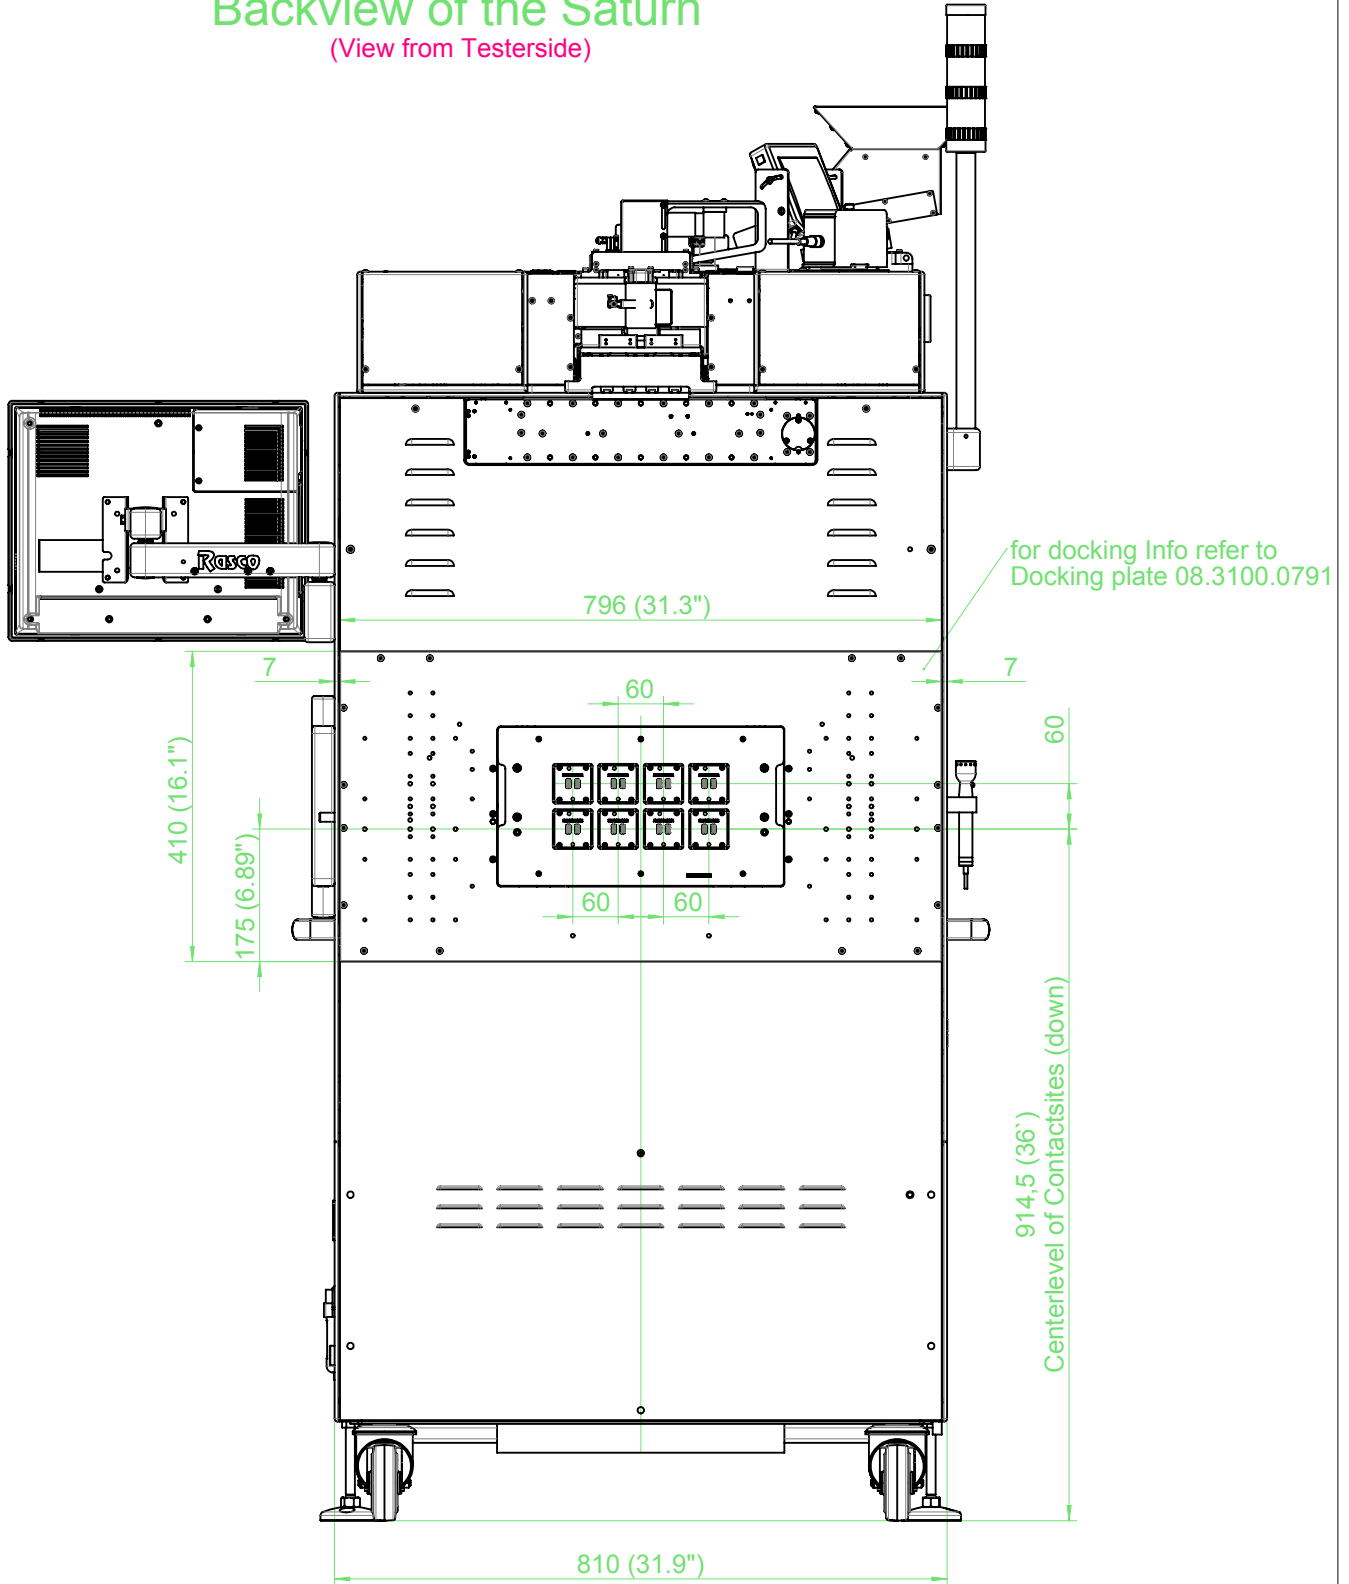 Backview of the Saturn
(View from Testerside)
Rasco
for docking Info refer to
Docking plate 08.3100.0791
796 (31.3")
7
7
60
60
410 (16.1")
175 (6.89")
60
60
914,5 (36`)
Centerlevel of Contactsites (down)
810 (31.9")